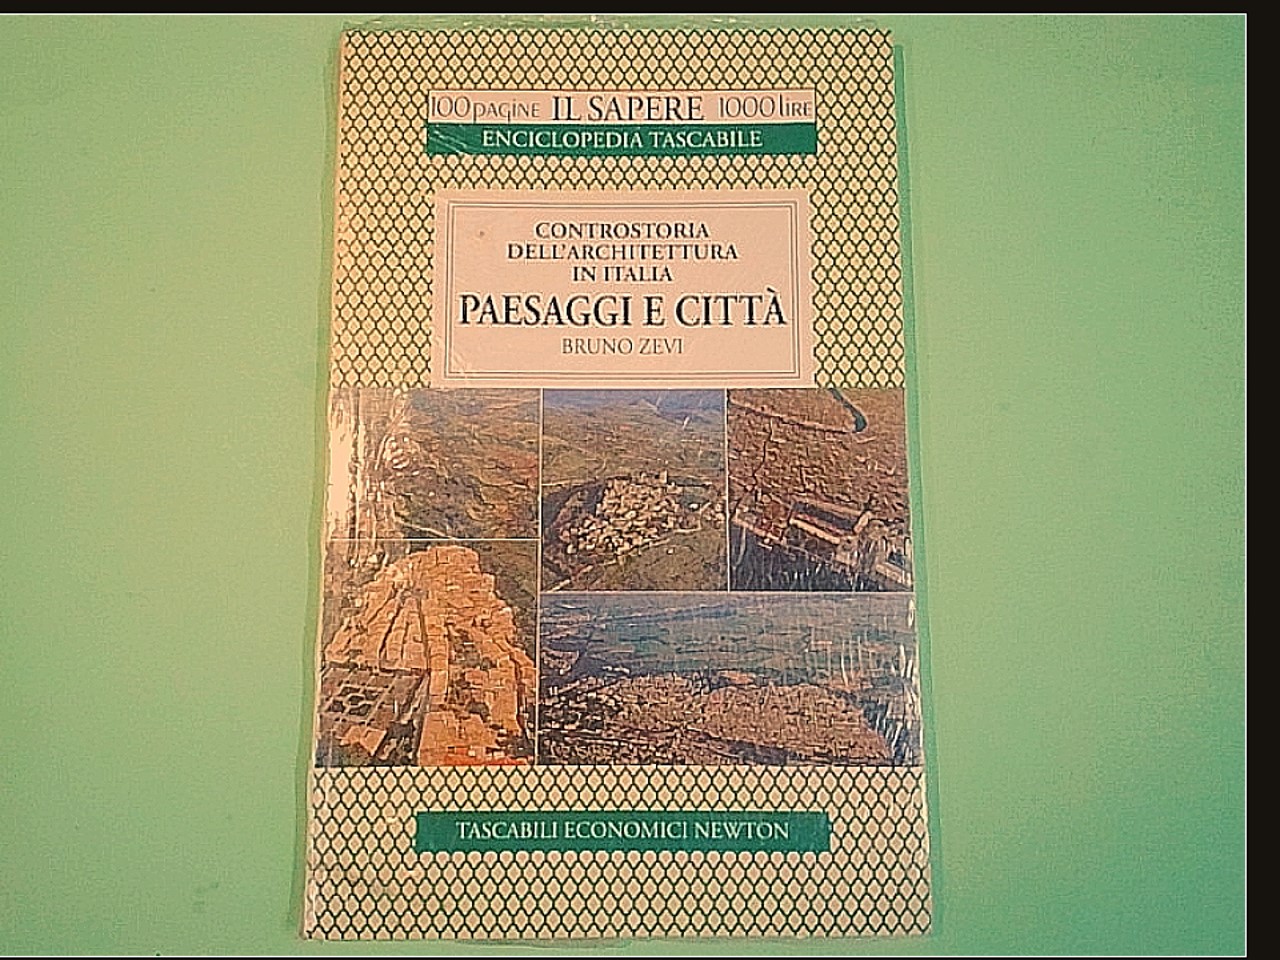 100 pagine IL SAPERE 1000 lire
ENCICLOPEDIA TASCABILE
CONTROSTORIA
DELL'ARCHITETTURA
IN ITALIA
PAESAGGI E CITTÀ
BRUNO ZEVI
TASCABILI ECONOMICI NEWTON